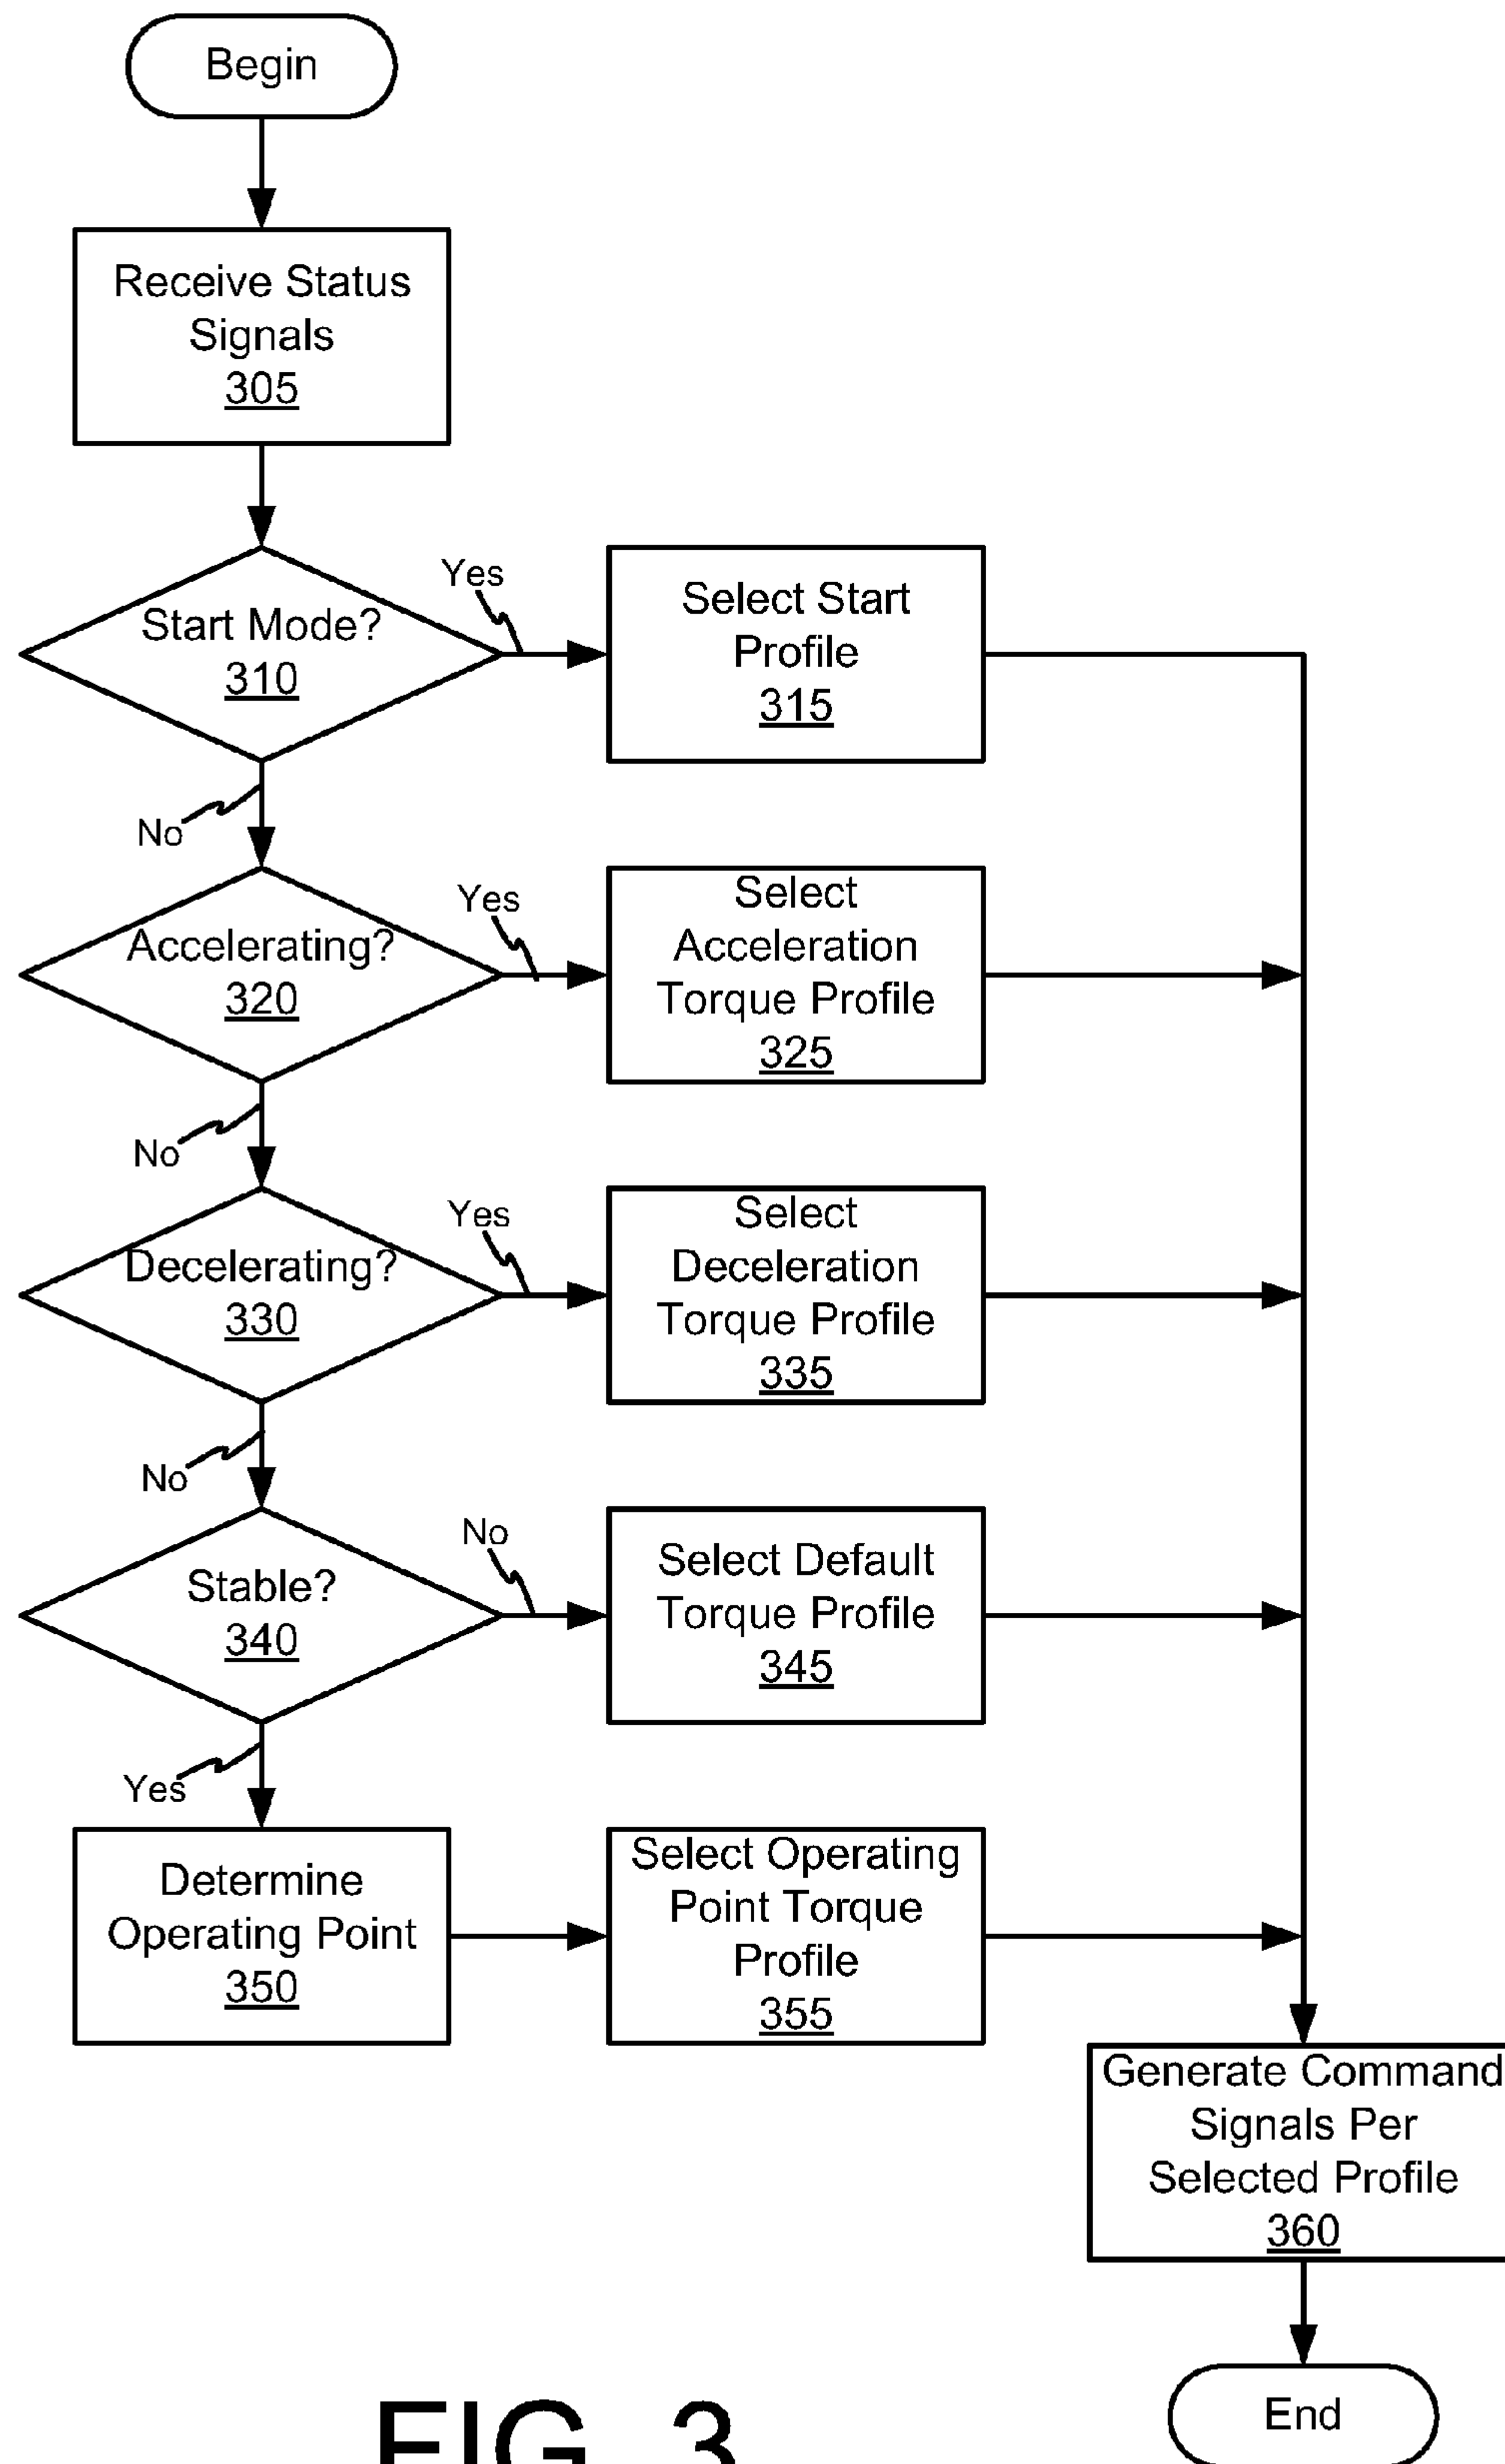 Begin
Receive Status
Signals
305
Start Mode?
310
Yes
Select Start
Profile
315
No
Accelerating?
320
Yes
Select
Acceleration
Torque Profile
325
No
Decelerating?
330
Yes
Select
Deceleration
Torque Profile
335
No
Stable?
340
No
Select Default
Torque Profile
345
Yes
Determine
Operating Point
350
Select Operating
Point Torque
Profile
355
Generate Command
Signals Per
Selected Profile
360
End
FIG. 3